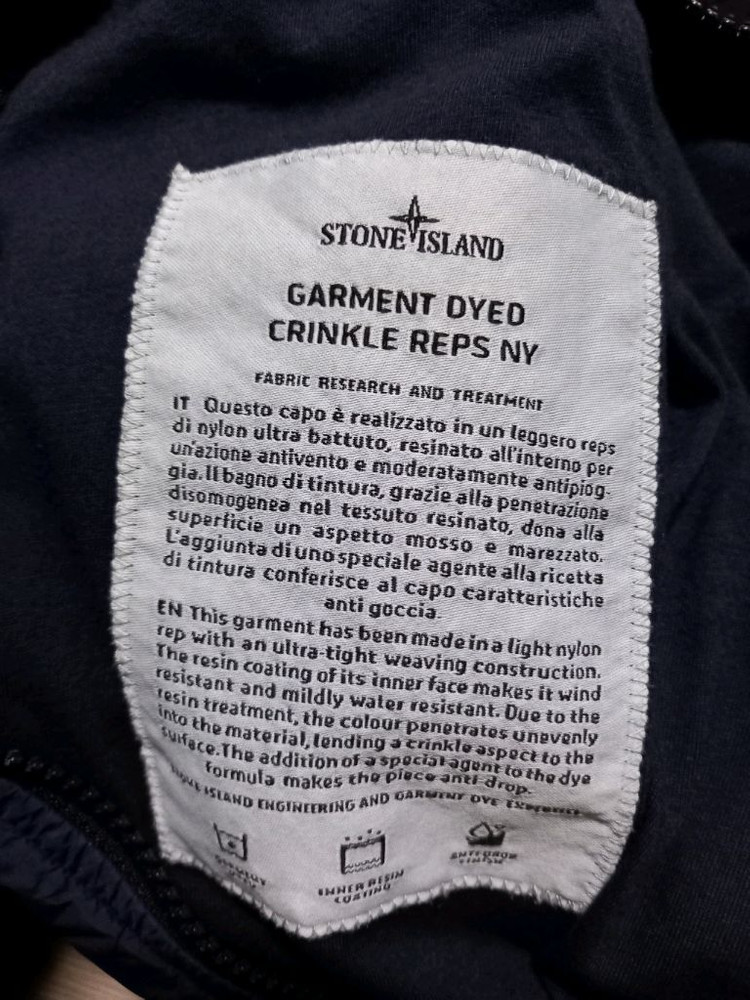 STONE ISLAND
GARMENT DYED
CRINKLE REPS NY
FABRIC RESEARCH AND TREATMENT
IT Questo capo è realizzato in un leggero reps
di nylon ultra battuto, resinato all'interno per
un'azione antivento e moderatamente antipiog-
gia. Il bagno di tintura, grazie alla penetrazione
disomogenea nel tessuto resinato, dona alla
superficie un aspetto mosso e marezzato.
L'aggiunta di uno speciale agente alla ricetta
di tintura conferisce al capo caratteristiche
anti goccia.
EN This garment has been made in a light nylon
rep with an ultra-tight weaving construction.
The resin coating of its inner face makes it wind
resistant and mildly water resistant. Due to the
resin treatment, the colour penetrates unevenly
into the material, lending a crinkle aspect to the
surface. The addition of a special agent to the dye
formula makes the piece anti-drop.
ISLAND ENGINEERING AND GARMENT DYE
INNER RESIN
COATING
ANTI-DROP